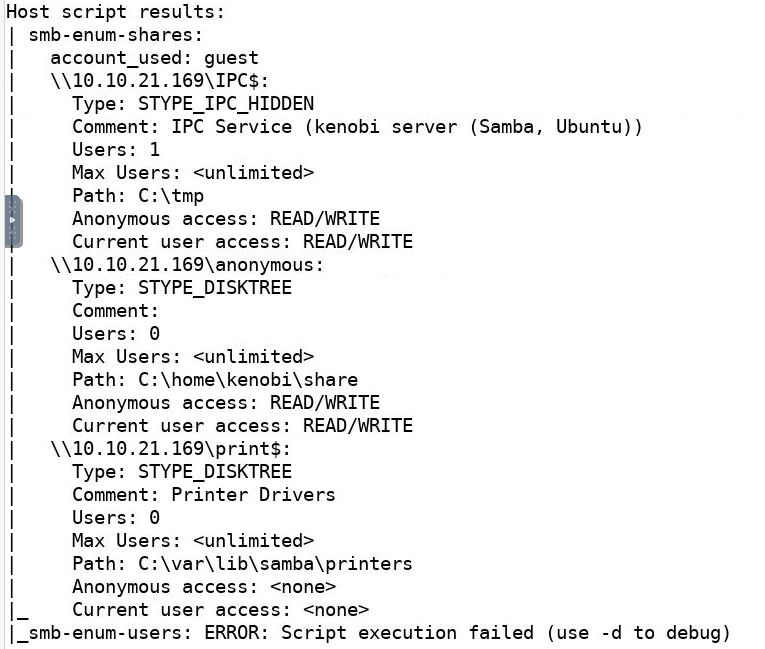 Host script results:
| smb-enum-shares:
|   account_used: guest
|   \\10.10.21.169\IPC$:
|     Type: STYPE_IPC_HIDDEN
|     Comment: IPC Service (kenobi server (Samba, Ubuntu))
|     Users: 1
|     Max Users: <unlimited>
|     Path: C:\tmp
|     Anonymous access: READ/WRITE
|     Current user access: READ/WRITE
|   \\10.10.21.169\anonymous:
|     Type: STYPE_DISKTREE
|     Comment:
|     Users: 0
|     Max Users: <unlimited>
|     Path: C:\home\kenobi\share
|     Anonymous access: READ/WRITE
|     Current user access: READ/WRITE
|   \\10.10.21.169\print$:
|     Type: STYPE_DISKTREE
|     Comment: Printer Drivers
|     Users: 0
|     Max Users: <unlimited>
|     Path: C:\var\lib\samba\printers
|     Anonymous access: <none>
|_    Current user access: <none>
|_smb-enum-users: ERROR: Script execution failed (use -d to debug)